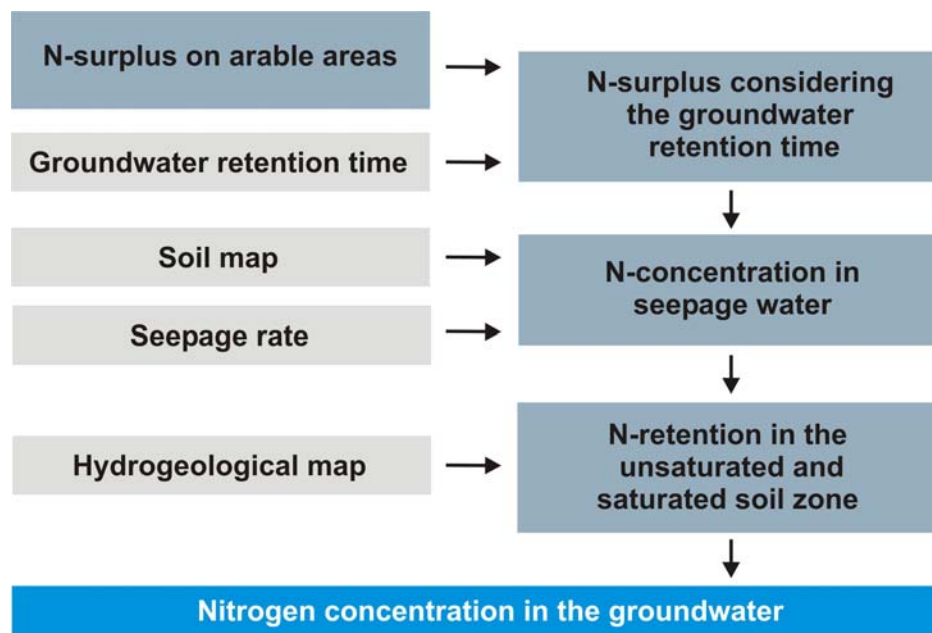 N-surplus on arable areas
N-surplus considering
the groundwater
retention time
Groundwater retention time
Soil map
N-concentration in
seepage water
Seepage rate
Hydrogeological map
N-retention in the
unsaturated and
saturated soil zone
Nitrogen concentration in the groundwater